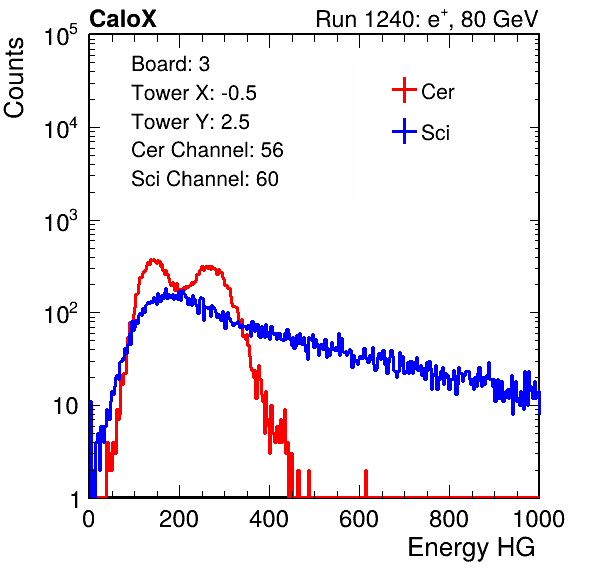 CaloX Run 1240: e⁺, 80 GeV
Board: 3
Tower X: -0.5
Tower Y: 2.5
Cer Channel: 56
Sci Channel: 60
Cer
Sci
Counts
10⁵
10⁴
10³
10²
10
1
0 200 400 600 800 1000
Energy HG